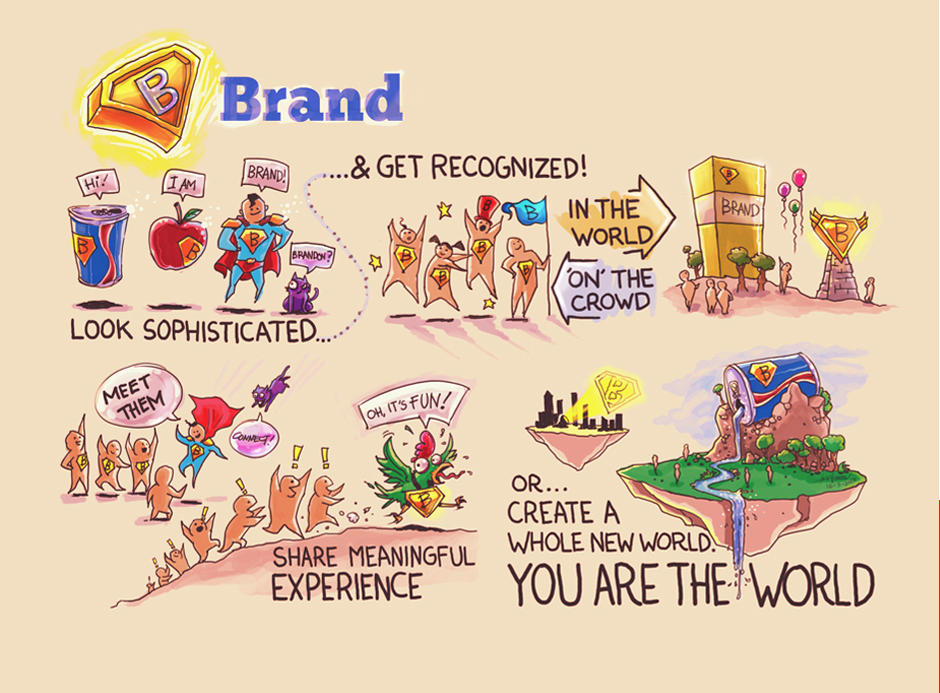 B Brand
Hi!
I AM
BRAND!
BRANDON?
B
B
B
LOOK SOPHISTICATED...
...& GET RECOGNIZED!
B
B
B
B
B
IN THE
WORLD
'ON' THE
CROWD
B
BRAND
B
MEET
THEM
CONNECT!
B
B
B
OH, IT'S FUN!
B
SHARE MEANINGFUL
EXPERIENCE
B
B
OR...
CREATE A
WHOLE NEW WORLD.
YOU ARE THE WORLD